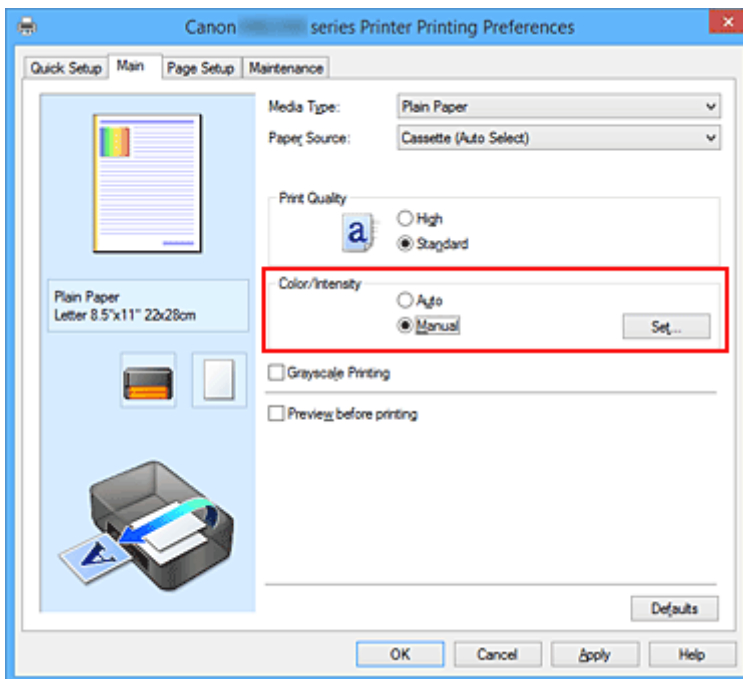 Canon series Printer Printing Preferences
Quick Setup Main Page Setup Maintenance
Media Type: Plain Paper
Paper Source: Cassette (Auto Select)
Print Quality
a
High
Standard
Color/Intensity
Auto
Manual Set...
Plain Paper
Letter 8.5"x11" 22x28cm
Grayscale Printing
Preview before printing
A
Defaults
OK Cancel Apply Help